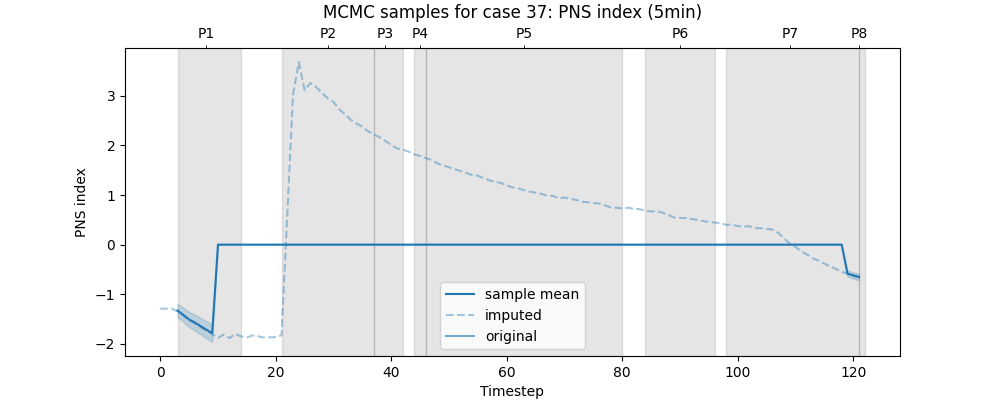 MCMC samples for case 37: PNS index (5min)
P1 P2 P3 P4 P5 P6 P7 P8
PNS index
3
2
1
0
−1
−2
sample mean
imputed
original
0 20 40 60 80 100 120
Timestep